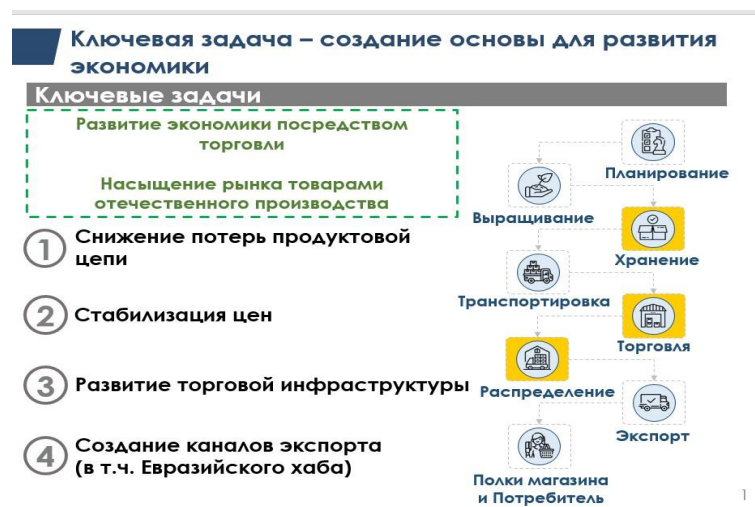 Ключевая задача – создание основы для развития
экономики
Ключевые задачи
Развитие экономики посредством
торговли
Насыщение рынка товарами
отечественного производства
1 Снижение потерь продуктовой
цепи
2 Стабилизация цен
3 Развитие торговой инфраструктуры
4 Создание каналов экспорта
(в т.ч. Евразийского хаба)
Планирование
Выращивание
Хранение
Транспортировка
Торговля
Распределение
Экспорт
Полки магазина
и Потребитель
1